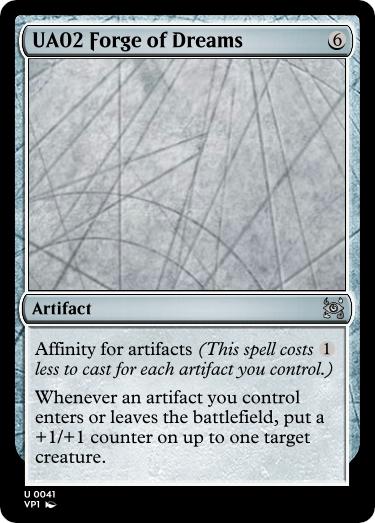 UA02 Forge of Dreams 6
Artifact
Affinity for artifacts (This spell costs 1
less to cast for each artifact you control.)
Whenever an artifact you control
enters or leaves the battlefield, put a
+1/+1 counter on up to one target
creature.
U 0041
VP1